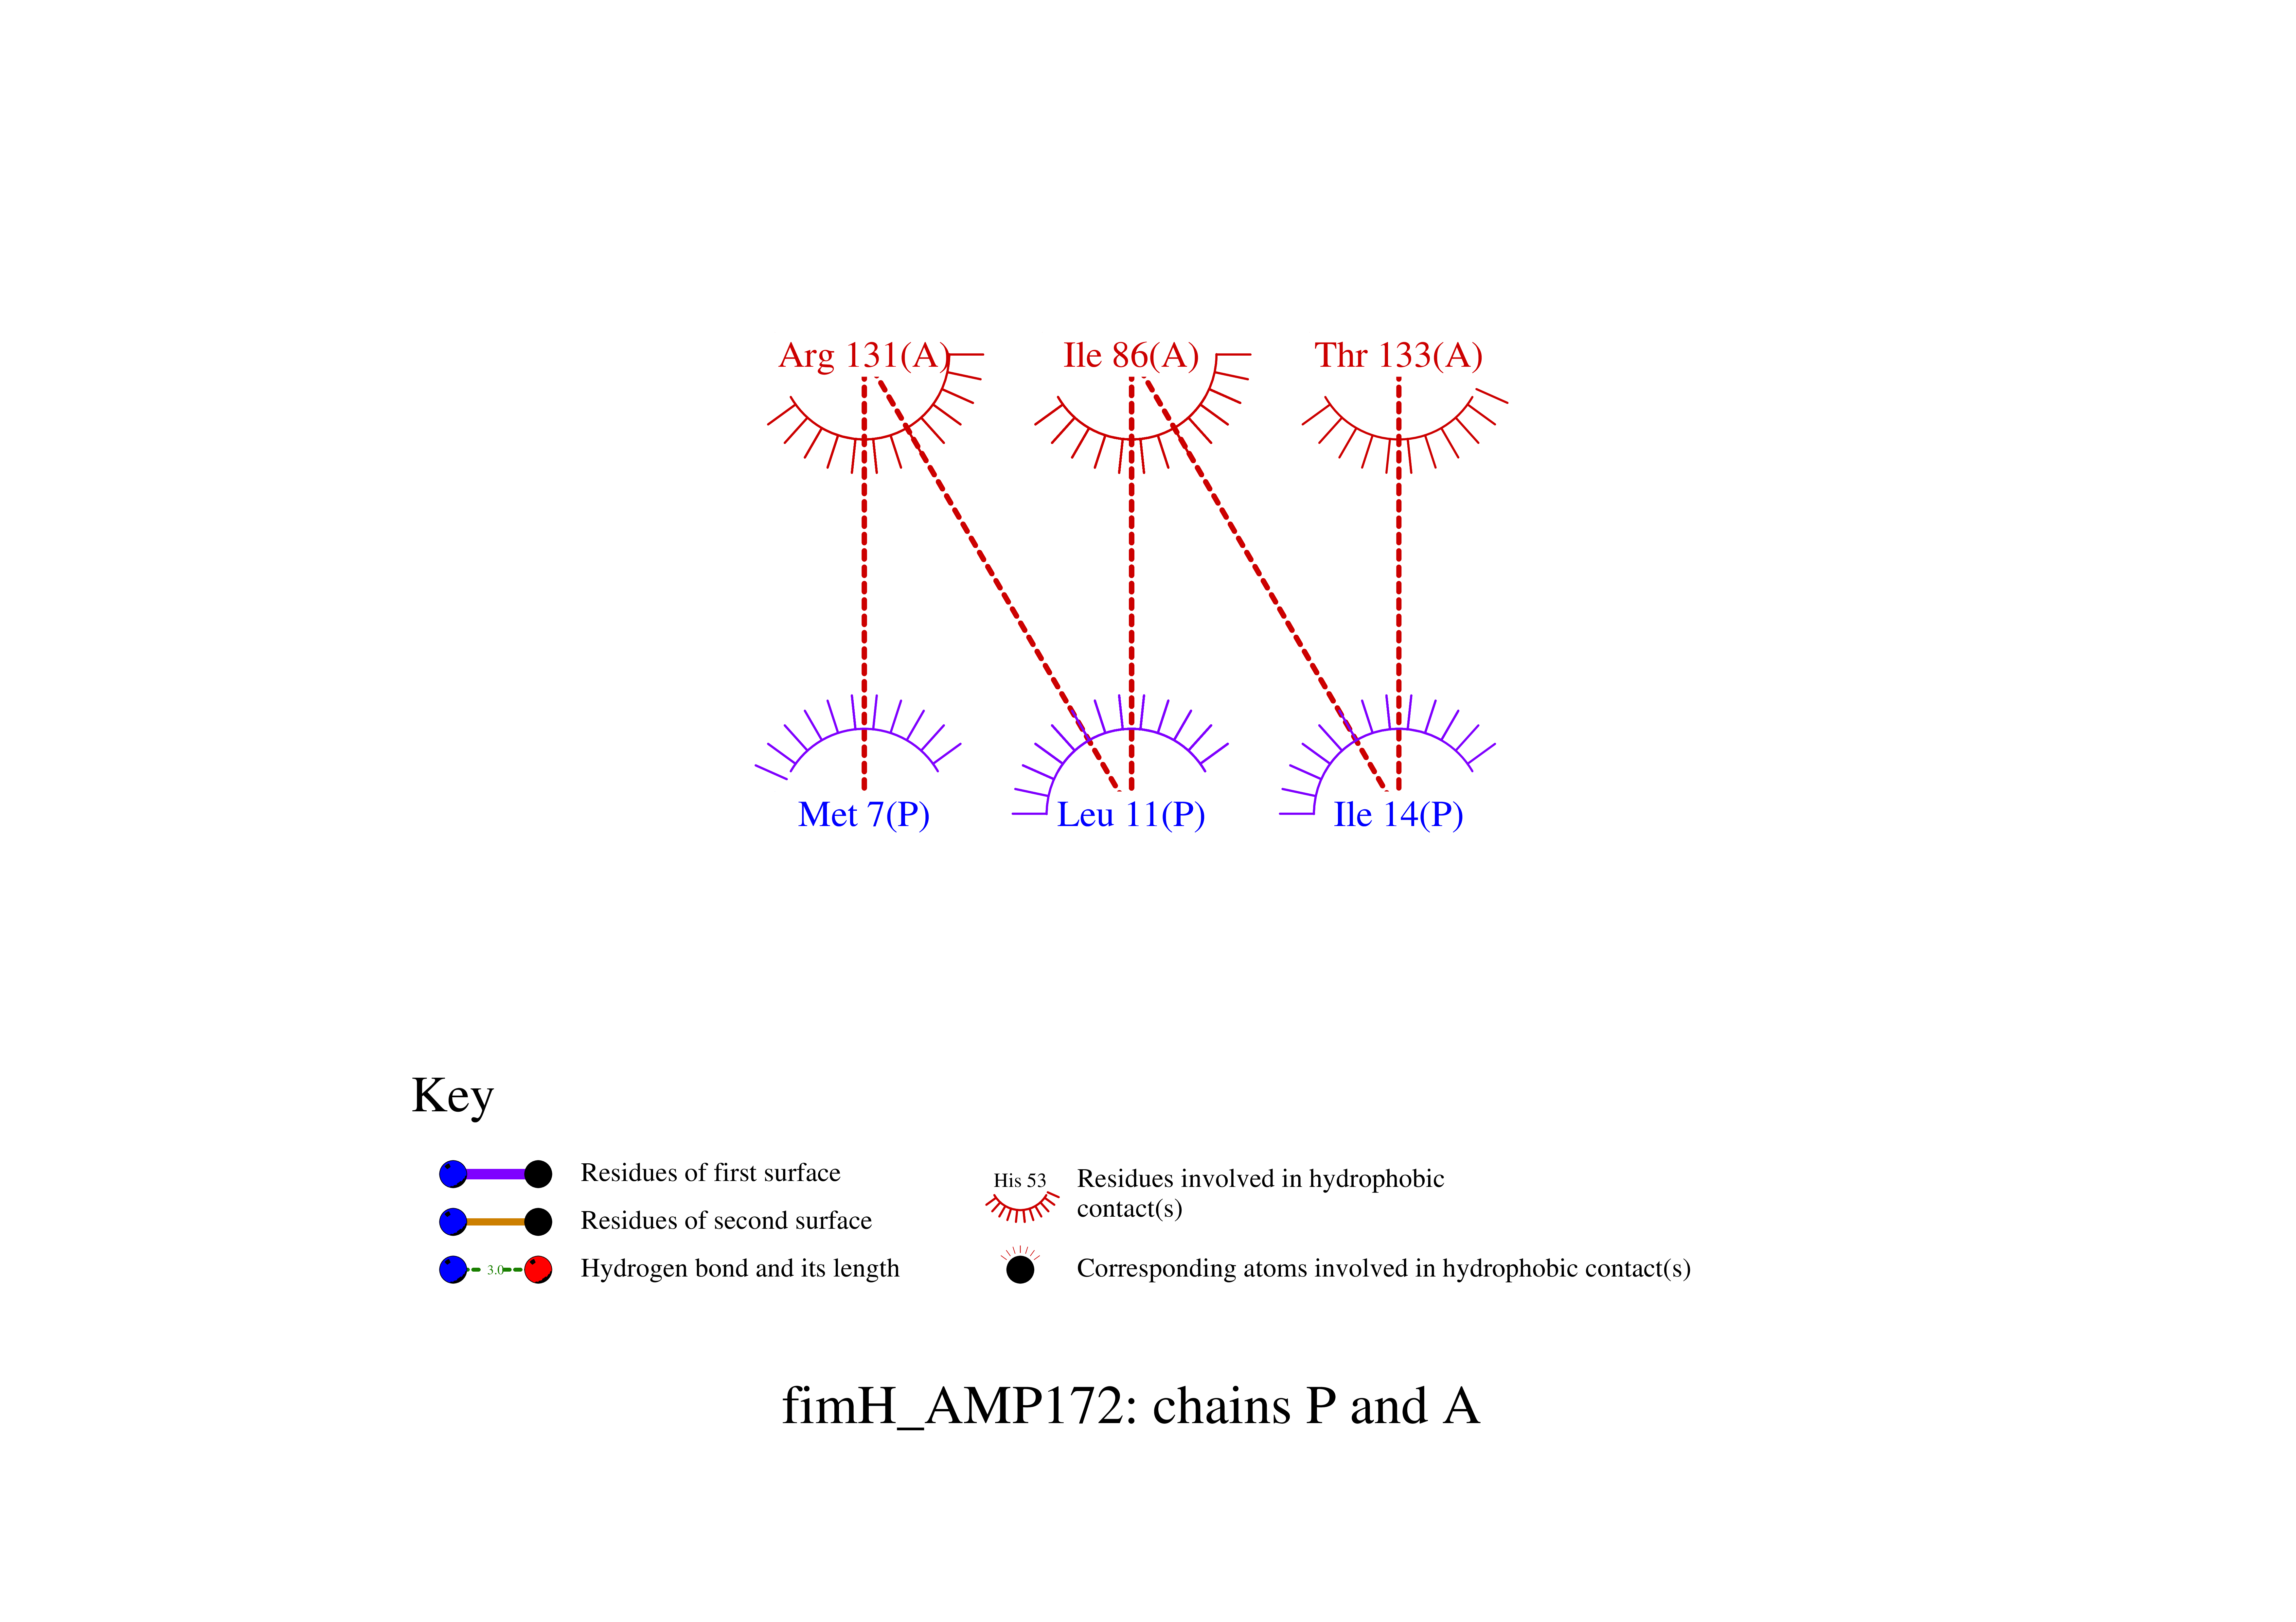 Arg 131(A) Ile 86(A) Thr 133(A)
Met 7(P) Leu 11(P) Ile 14(P)
Key
Residues of first surface
Residues of second surface
3.0 Hydrogen bond and its length
His 53 Residues involved in hydrophobic
contact(s)
Corresponding atoms involved in hydrophobic contact(s)
fimH_AMP172: chains P and A